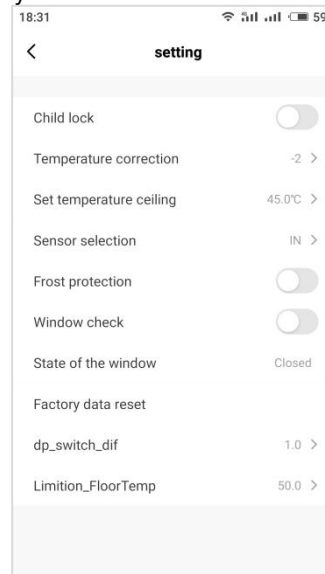 y
18:31 59
setting
Child lock
Temperature correction -2 >
Set temperature ceiling 45.0℃ >
Sensor selection IN >
Frost protection
Window check
State of the window Closed
Factory data reset
dp_switch_dif 1.0 >
Limition_FloorTemp 50.0 >